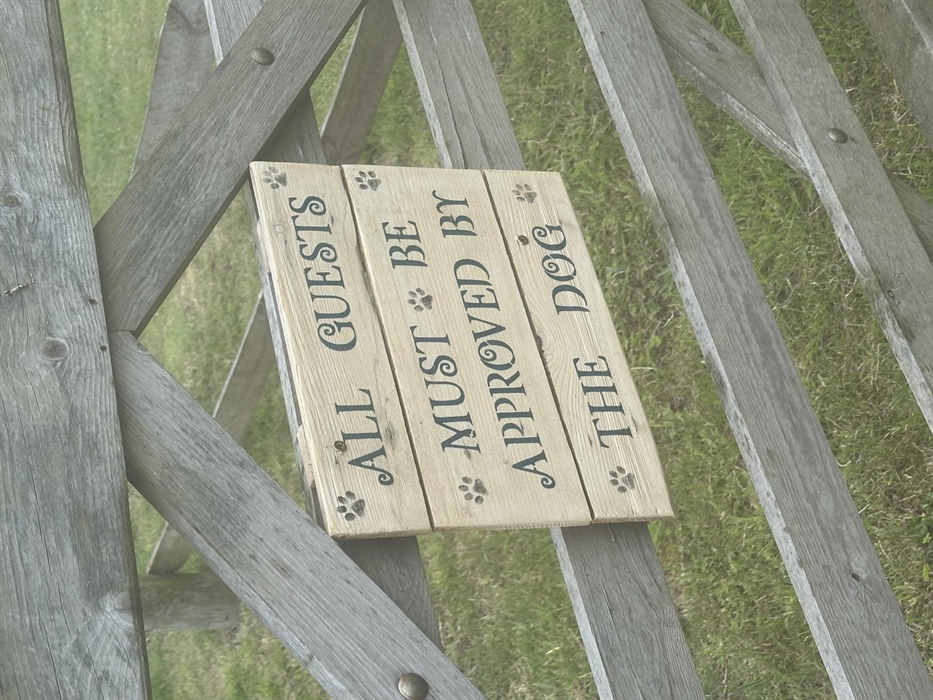 ALL GUESTS
MUST BE
APPROVED BY
THE DOG